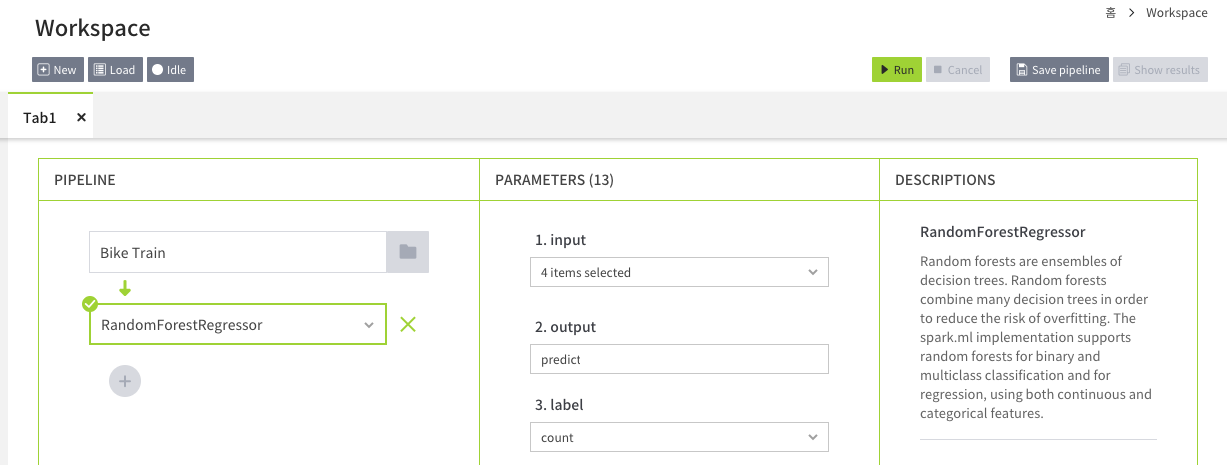 홈 > Workspace
Workspace
New Load Idle Run Cancel Save pipeline Show results
Tab1 ×
PIPELINE
Bike Train
RandomForestRegressor
PARAMETERS (13)
1. input
4 items selected
2. output
predict
3. label
count
DESCRIPTIONS
RandomForestRegressor
Random forests are ensembles of
decision trees. Random forests
combine many decision trees in order
to reduce the risk of overfitting. The
spark.ml implementation supports
random forests for binary and
multiclass classification and for
regression, using both continuous and
categorical features.